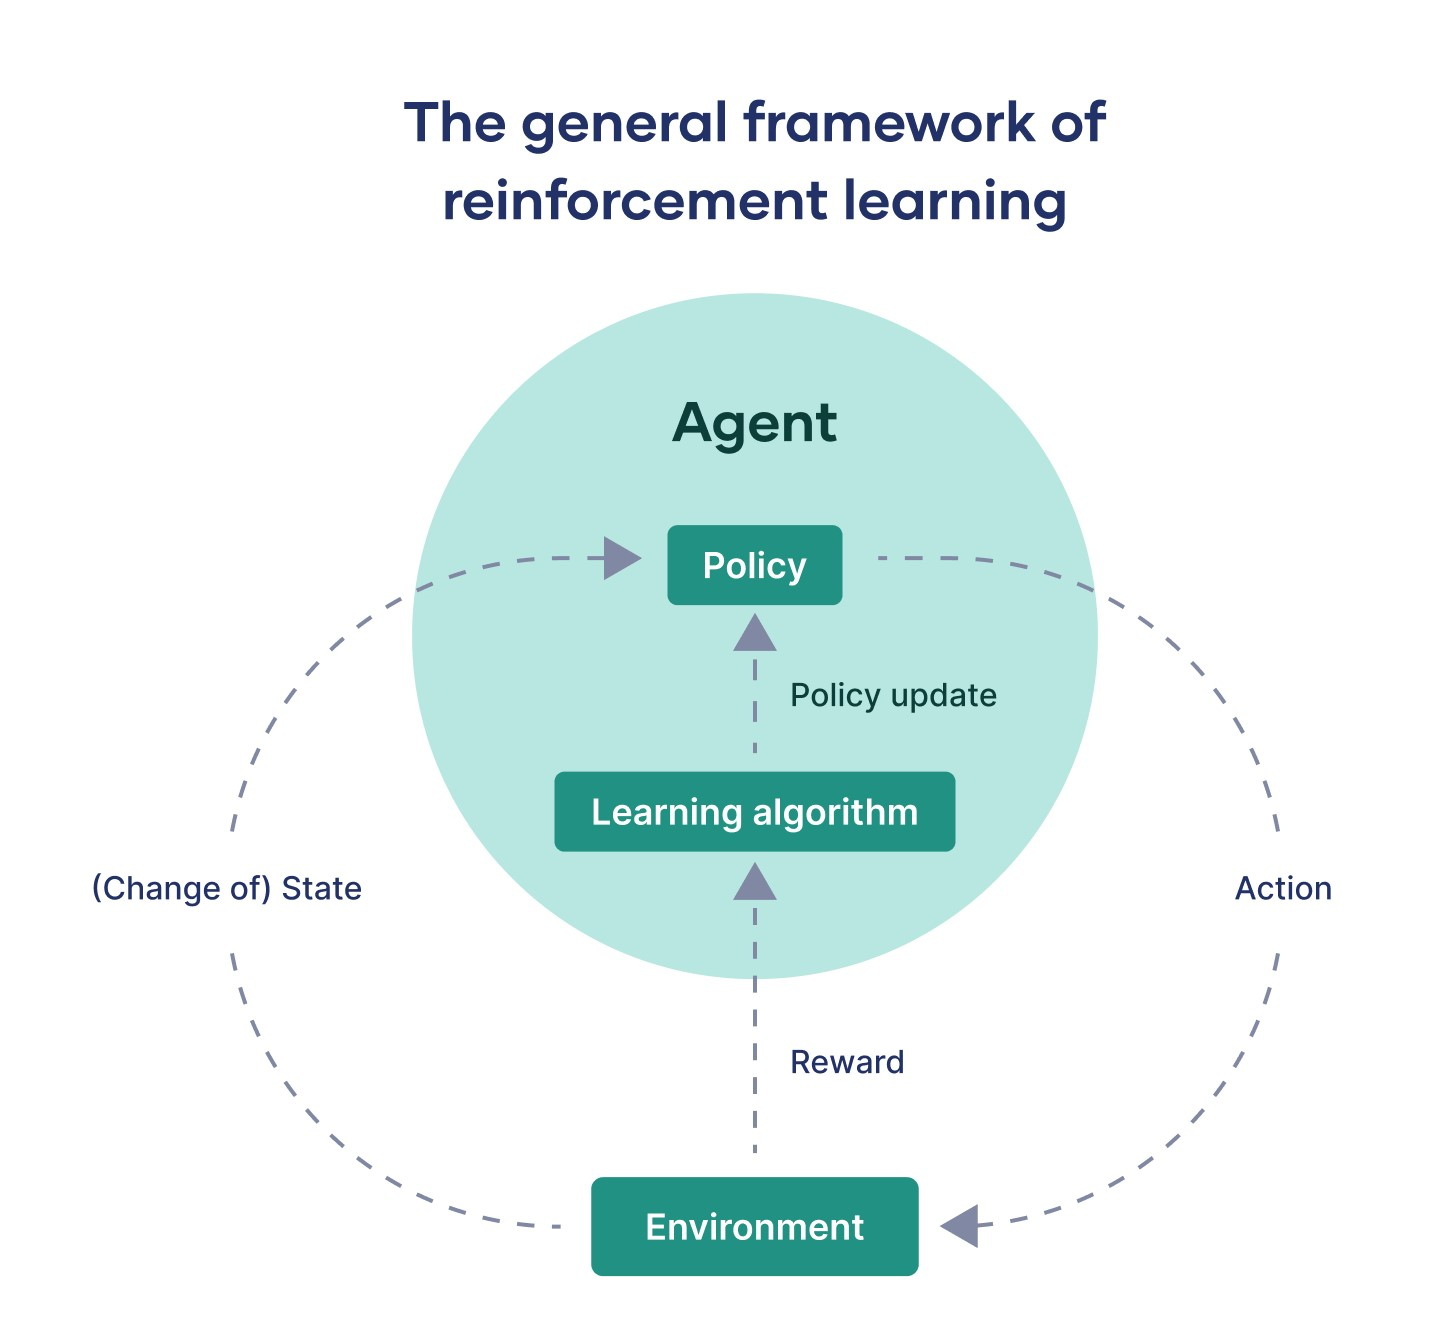 The general framework of
reinforcement learning
Agent
Policy
Policy update
Learning algorithm
(Change of) State
Action
Reward
Environment